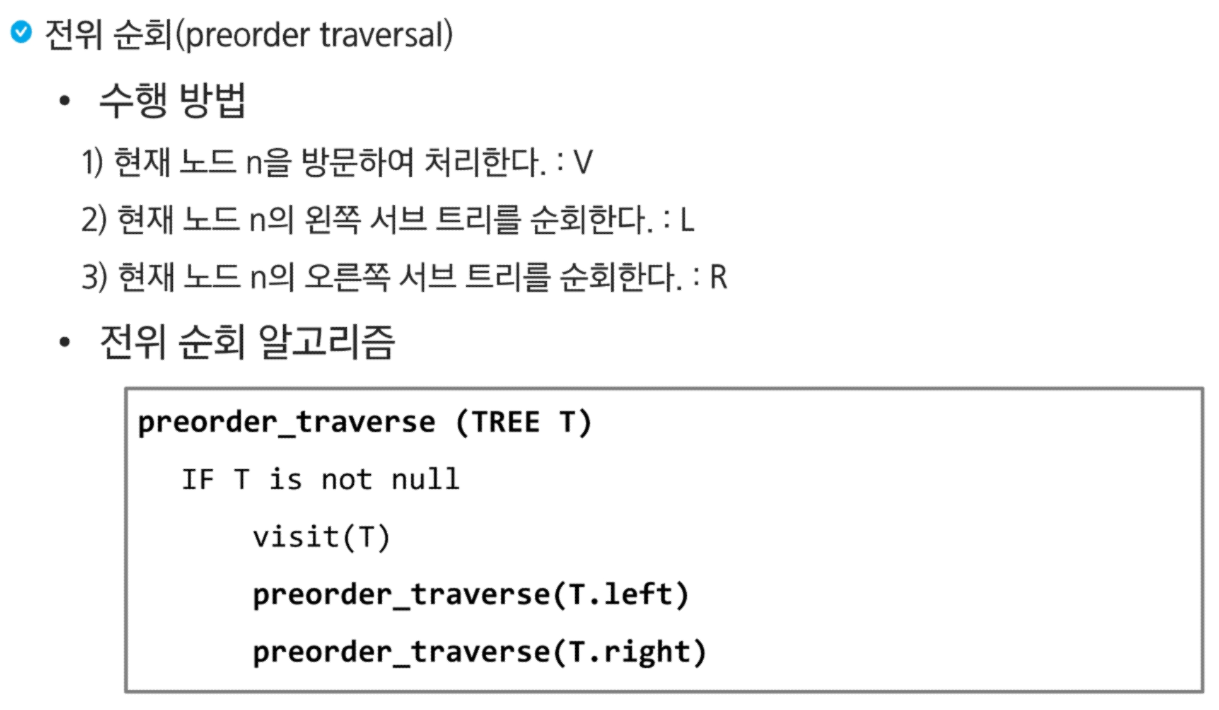 전위 순회(preorder traversal)
• 수행 방법
1) 현재 노드 n을 방문하여 처리한다. : V
2) 현재 노드 n의 왼쪽 서브 트리를 순회한다. : L
3) 현재 노드 n의 오른쪽 서브 트리를 순회한다. : R
• 전위 순회 알고리즘
preorder_traverse (TREE T)
IF T is not null
visit(T)
preorder_traverse(T.left)
preorder_traverse(T.right)